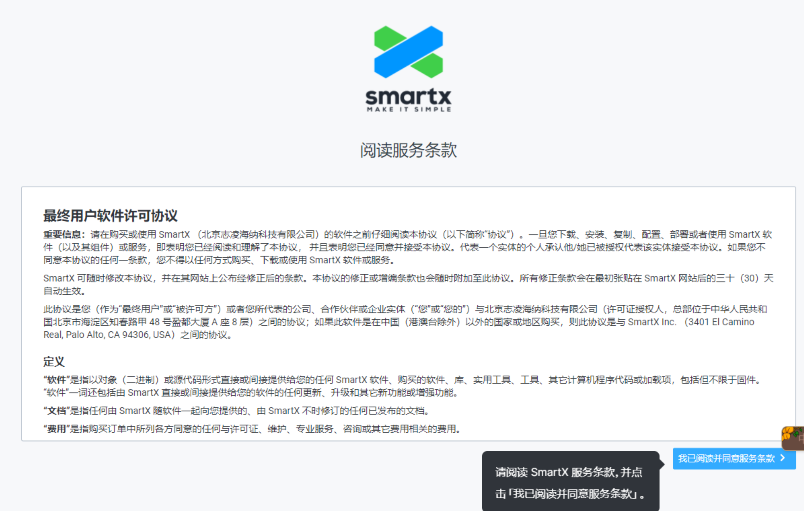 smartx
MAKE IT SIMPLE
阅读服务条款
最终用户软件许可协议
重要信息：请在购买或使用 SmartX （北京志凌海纳科技有限公司）的软件之前仔细阅读本协议（以下简称“协议”）。一旦您下载、安装、复制、配置、部署或者使用 SmartX 软
件（以及其组件）或服务，即表明您已经阅读和理解了本协议， 并且表明您已经同意并接受本协议。代表一个实体的个人承认他/她已被授权代表该实体接受本协议。如果您不
同意本协议的任何一条款，您不得以任何方式购买、下载或使用 SmartX 软件或服务。
SmartX 可随时修改本协议，并在其网站上公布经修正后的条款。本协议的修正或增编条款也会随时附加至此协议。所有修正条款会在最初张贴在 SmartX 网站后的三十（30）天
自动生效。
此协议是您（作为“最终用户”或“被许可方”）或者您所代表的公司、合作伙伴或企业实体（“您”或“您的”）与北京志凌海纳科技有限公司（许可证授权人，总部位于中华人民共和
国北京市海淀区知春路甲 48 号盈都大厦 A 座 8 层）之间的协议；如果此软件是在中国（港澳台除外）以外的国家或地区购买，则此协议是与 SmartX Inc. （3401 El Camino
Real, Palo Alto, CA 94306, USA）之间的协议。
定义
“软件”是指以对象（二进制）或源代码形式直接或间接提供给您的任何 SmartX 软件、购买的软件、库、实用工具、工具、其它计算机程序代码或加载项，包括但不限于固件。
“软件”一词还包括由 SmartX 直接或间接提供给您的软件的任何更新、升级和其它新功能或增强功能。
“文档”是指任何由 SmartX 随软件一起向您提供的、由 SmartX 不时修订的任何已发布的文档。
“费用”是指购买订单中所列各方同意的任何与许可证、维护、专业服务、咨询或其它费用相关的费用。
我已阅读并同意服务条款
请阅读 SmartX 服务条款，并点
击「我已阅读并同意服务条款」。